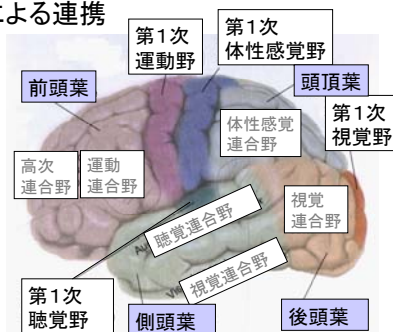 による連携
第1次
運動野
第1次
体性感覚野
前頭葉
頭頂葉
第1次
視覚野
体性感覚
連合野
高次
連合野
運動
連合野
視覚
連合野
聴覚連合野
視覚連合野
第1次
聴覚野
側頭葉
後頭葉